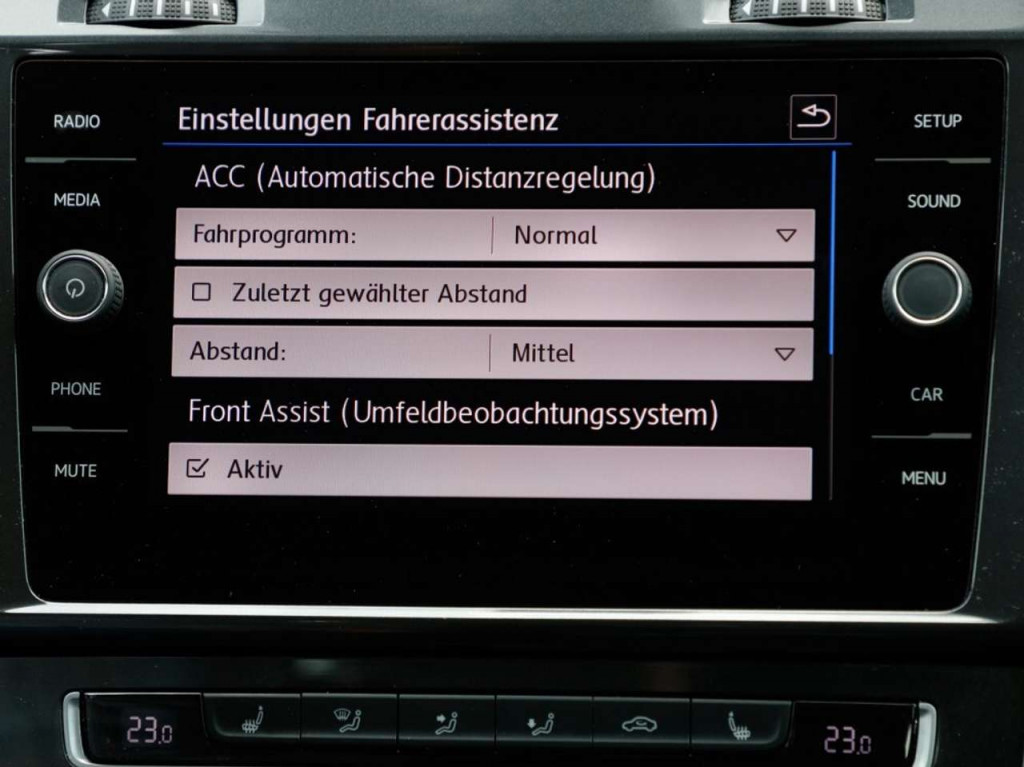 RADIO
MEDIA
PHONE
MUTE
Einstellungen Fahrerassistenz
ACC (Automatische Distanzregelung)
Fahrprogramm: Normal
Zuletzt gewählter Abstand
Abstand: Mittel
Front Assist (Umfeldbeobachtungssystem)
Aktiv
SETUP
SOUND
CAR
MENU
23.0
23.0